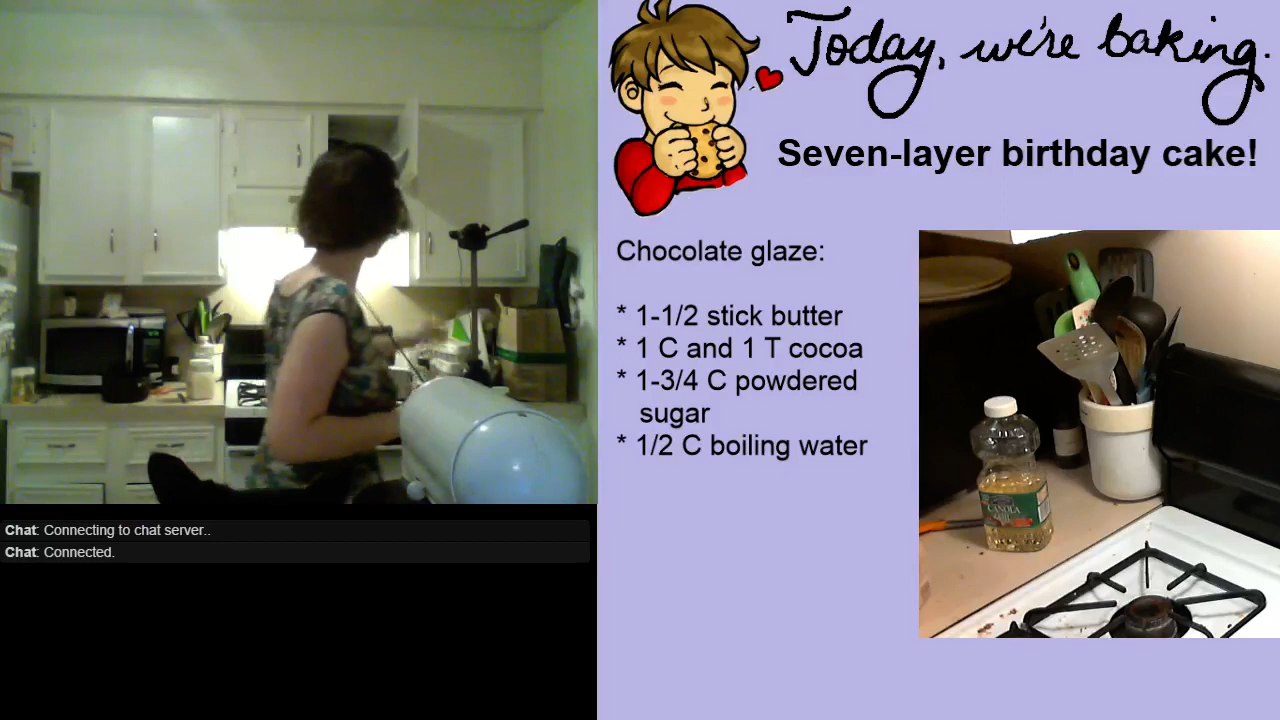 Today, we're baking.
Seven-layer birthday cake!
Chocolate glaze:
* 1-1/2 stick butter
* 1 C and 1 T cocoa
* 1-3/4 C powdered
sugar
* 1/2 C boiling water
CANOLA
Chat: Connecting to chat server..
Chat: Connected.